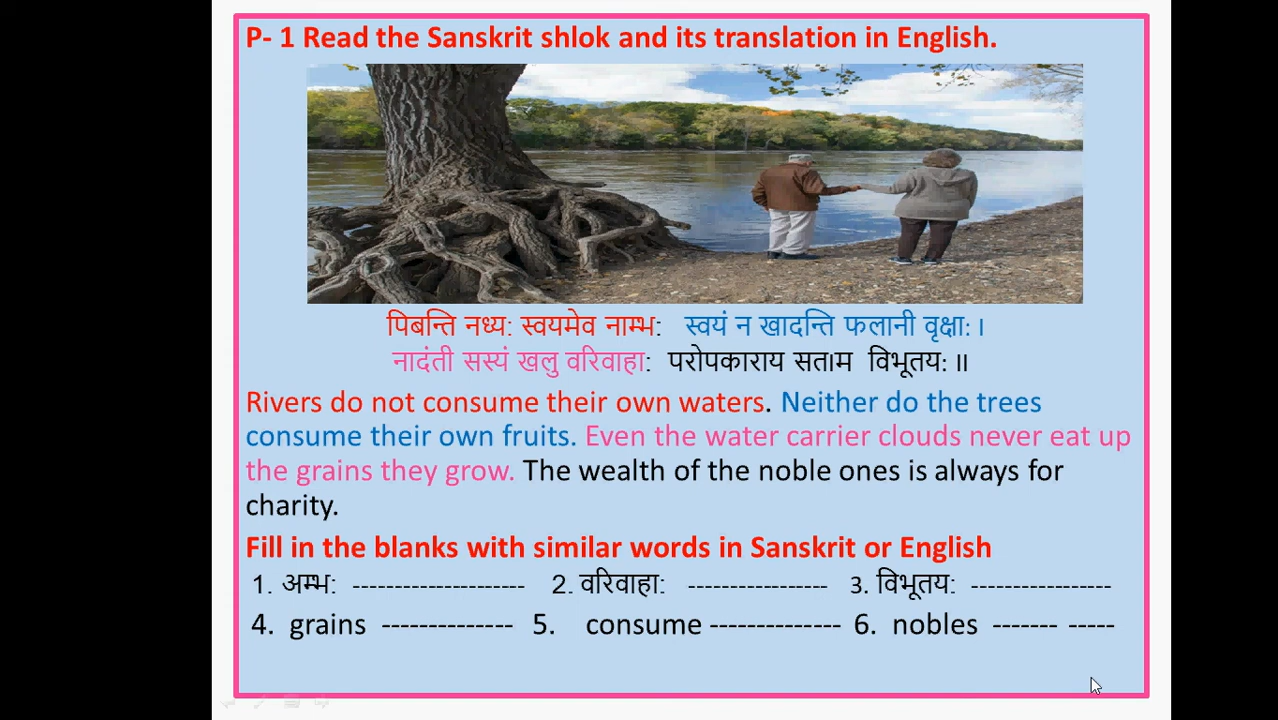 P- 1 Read the Sanskrit shlok and its translation in English.
पिबन्ति नध्य: स्वयमेव नाम्भ: स्वयं न खादन्ति फलानी वृक्षा: ।
नादंती सस्यं खलु वरिवाहा: परोपकाराय सताम विभूतय: ॥
Rivers do not consume their own waters. Neither do the trees
consume their own fruits. Even the water carrier clouds never eat up
the grains they grow. The wealth of the noble ones is always for
charity.
Fill in the blanks with similar words in Sanskrit or English
1. अम्भ: -------------------- 2. वरिवाहा: ---------------- 3. विभूतय: ----------------
4. grains -------------- 5. consume -------------- 6. nobles ------- -----